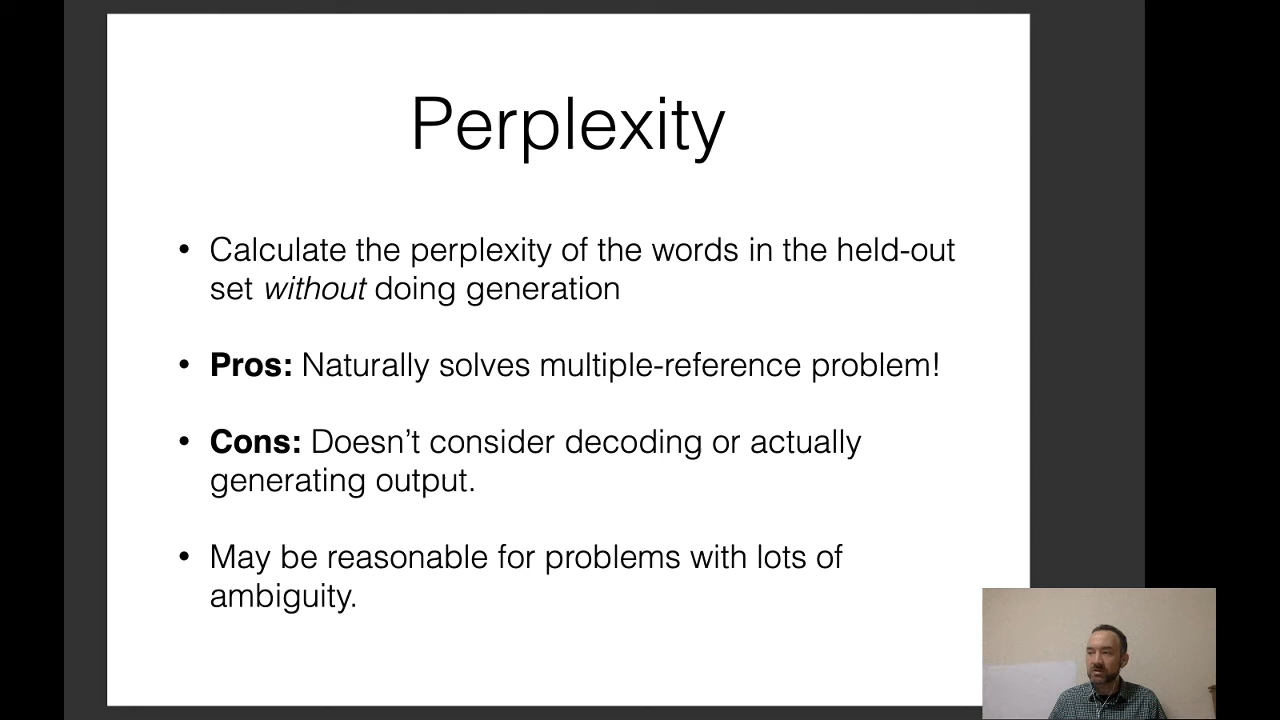 Perplexity
• Calculate the perplexity of the words in the held-out
set without doing generation
• Pros: Naturally solves multiple-reference problem!
• Cons: Doesn’t consider decoding or actually
generating output.
• May be reasonable for problems with lots of
ambiguity.